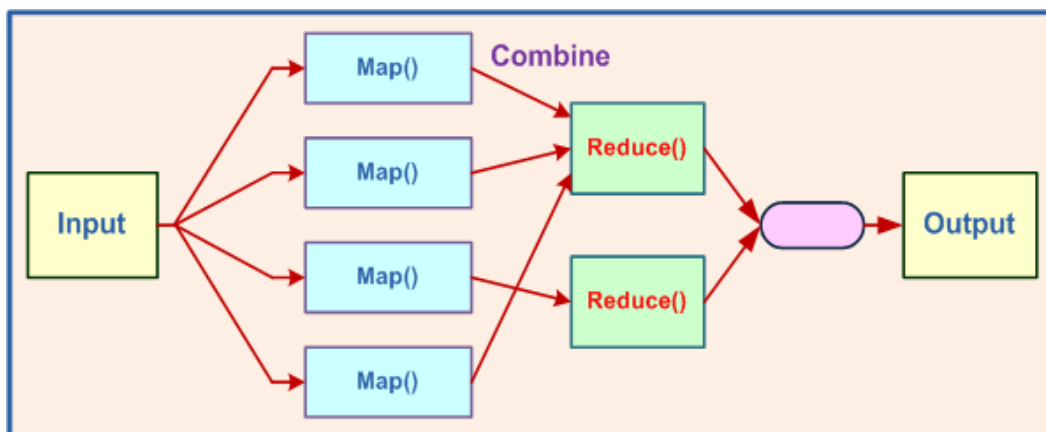 Map()
Combine
Map()
Reduce()
Input
Output
Map()
Reduce()
Map()